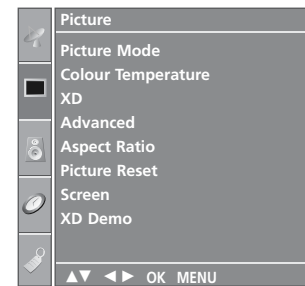 Picture
Picture Mode
Colour Temperature
XD
Advanced
Aspect Ratio
Picture Reset
Screen
XD Demo
▲▼ ◄► OK MENU